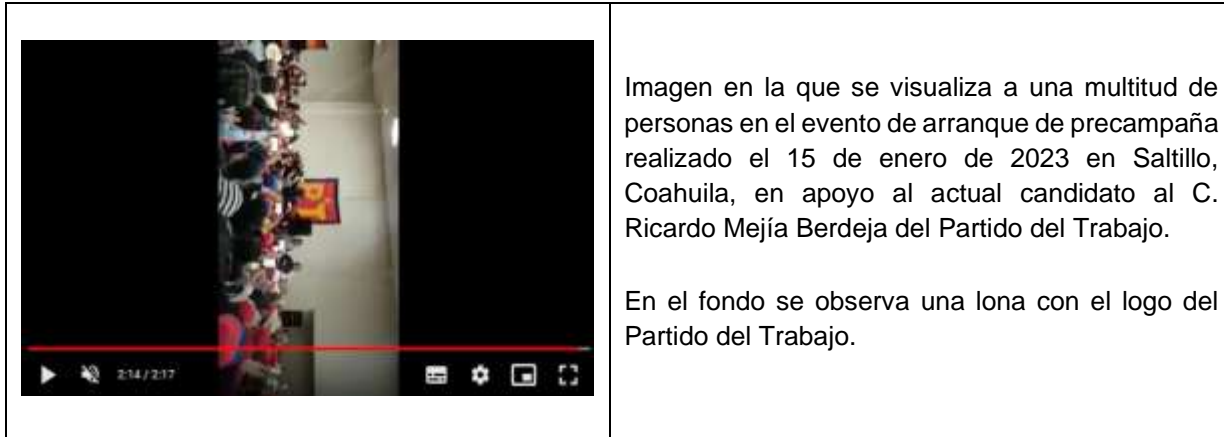 Imagen en la que se visualiza a una multitud de
personas en el evento de arranque de precampaña
realizado el 15 de enero de 2023 en Saltillo,
Coahuila, en apoyo al actual candidato al C.
Ricardo Mejía Berdeja del Partido del Trabajo.
En el fondo se observa una lona con el logo del
Partido del Trabajo.
PT
2:14 / 2:17